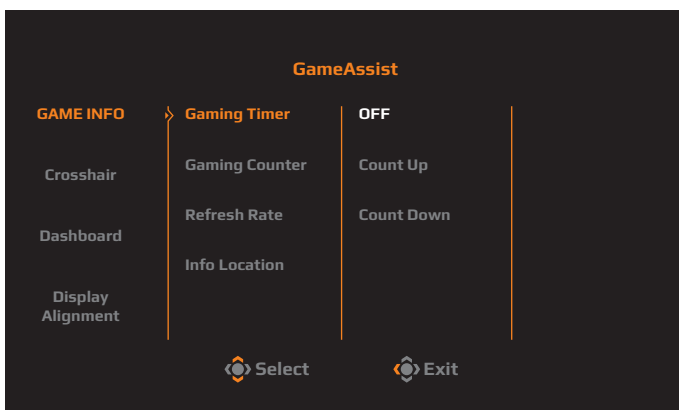 GameAssist
GAME INFO
Crosshair
Dashboard
Display
Alignment
Gaming Timer
Gaming Counter
Refresh Rate
Info Location
OFF
Count Up
Count Down
Select
Exit